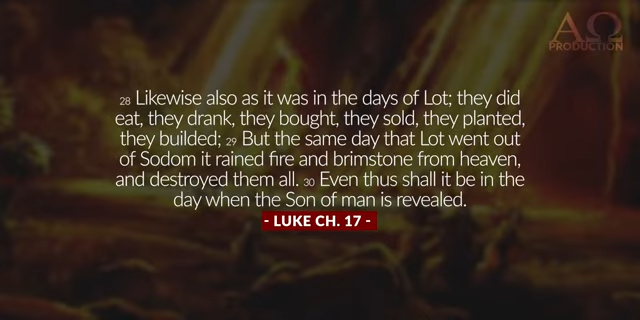 ΑΩ
PRODUCTION
28 Likewise also as it was in the days of Lot; they did
eat, they drank, they bought, they sold, they planted,
they builded; 29 But the same day that Lot went out
of Sodom it rained fire and brimstone from heaven,
and destroyed them all. 30 Even thus shall it be in the
day when the Son of man is revealed.
- LUKE CH. 17 -